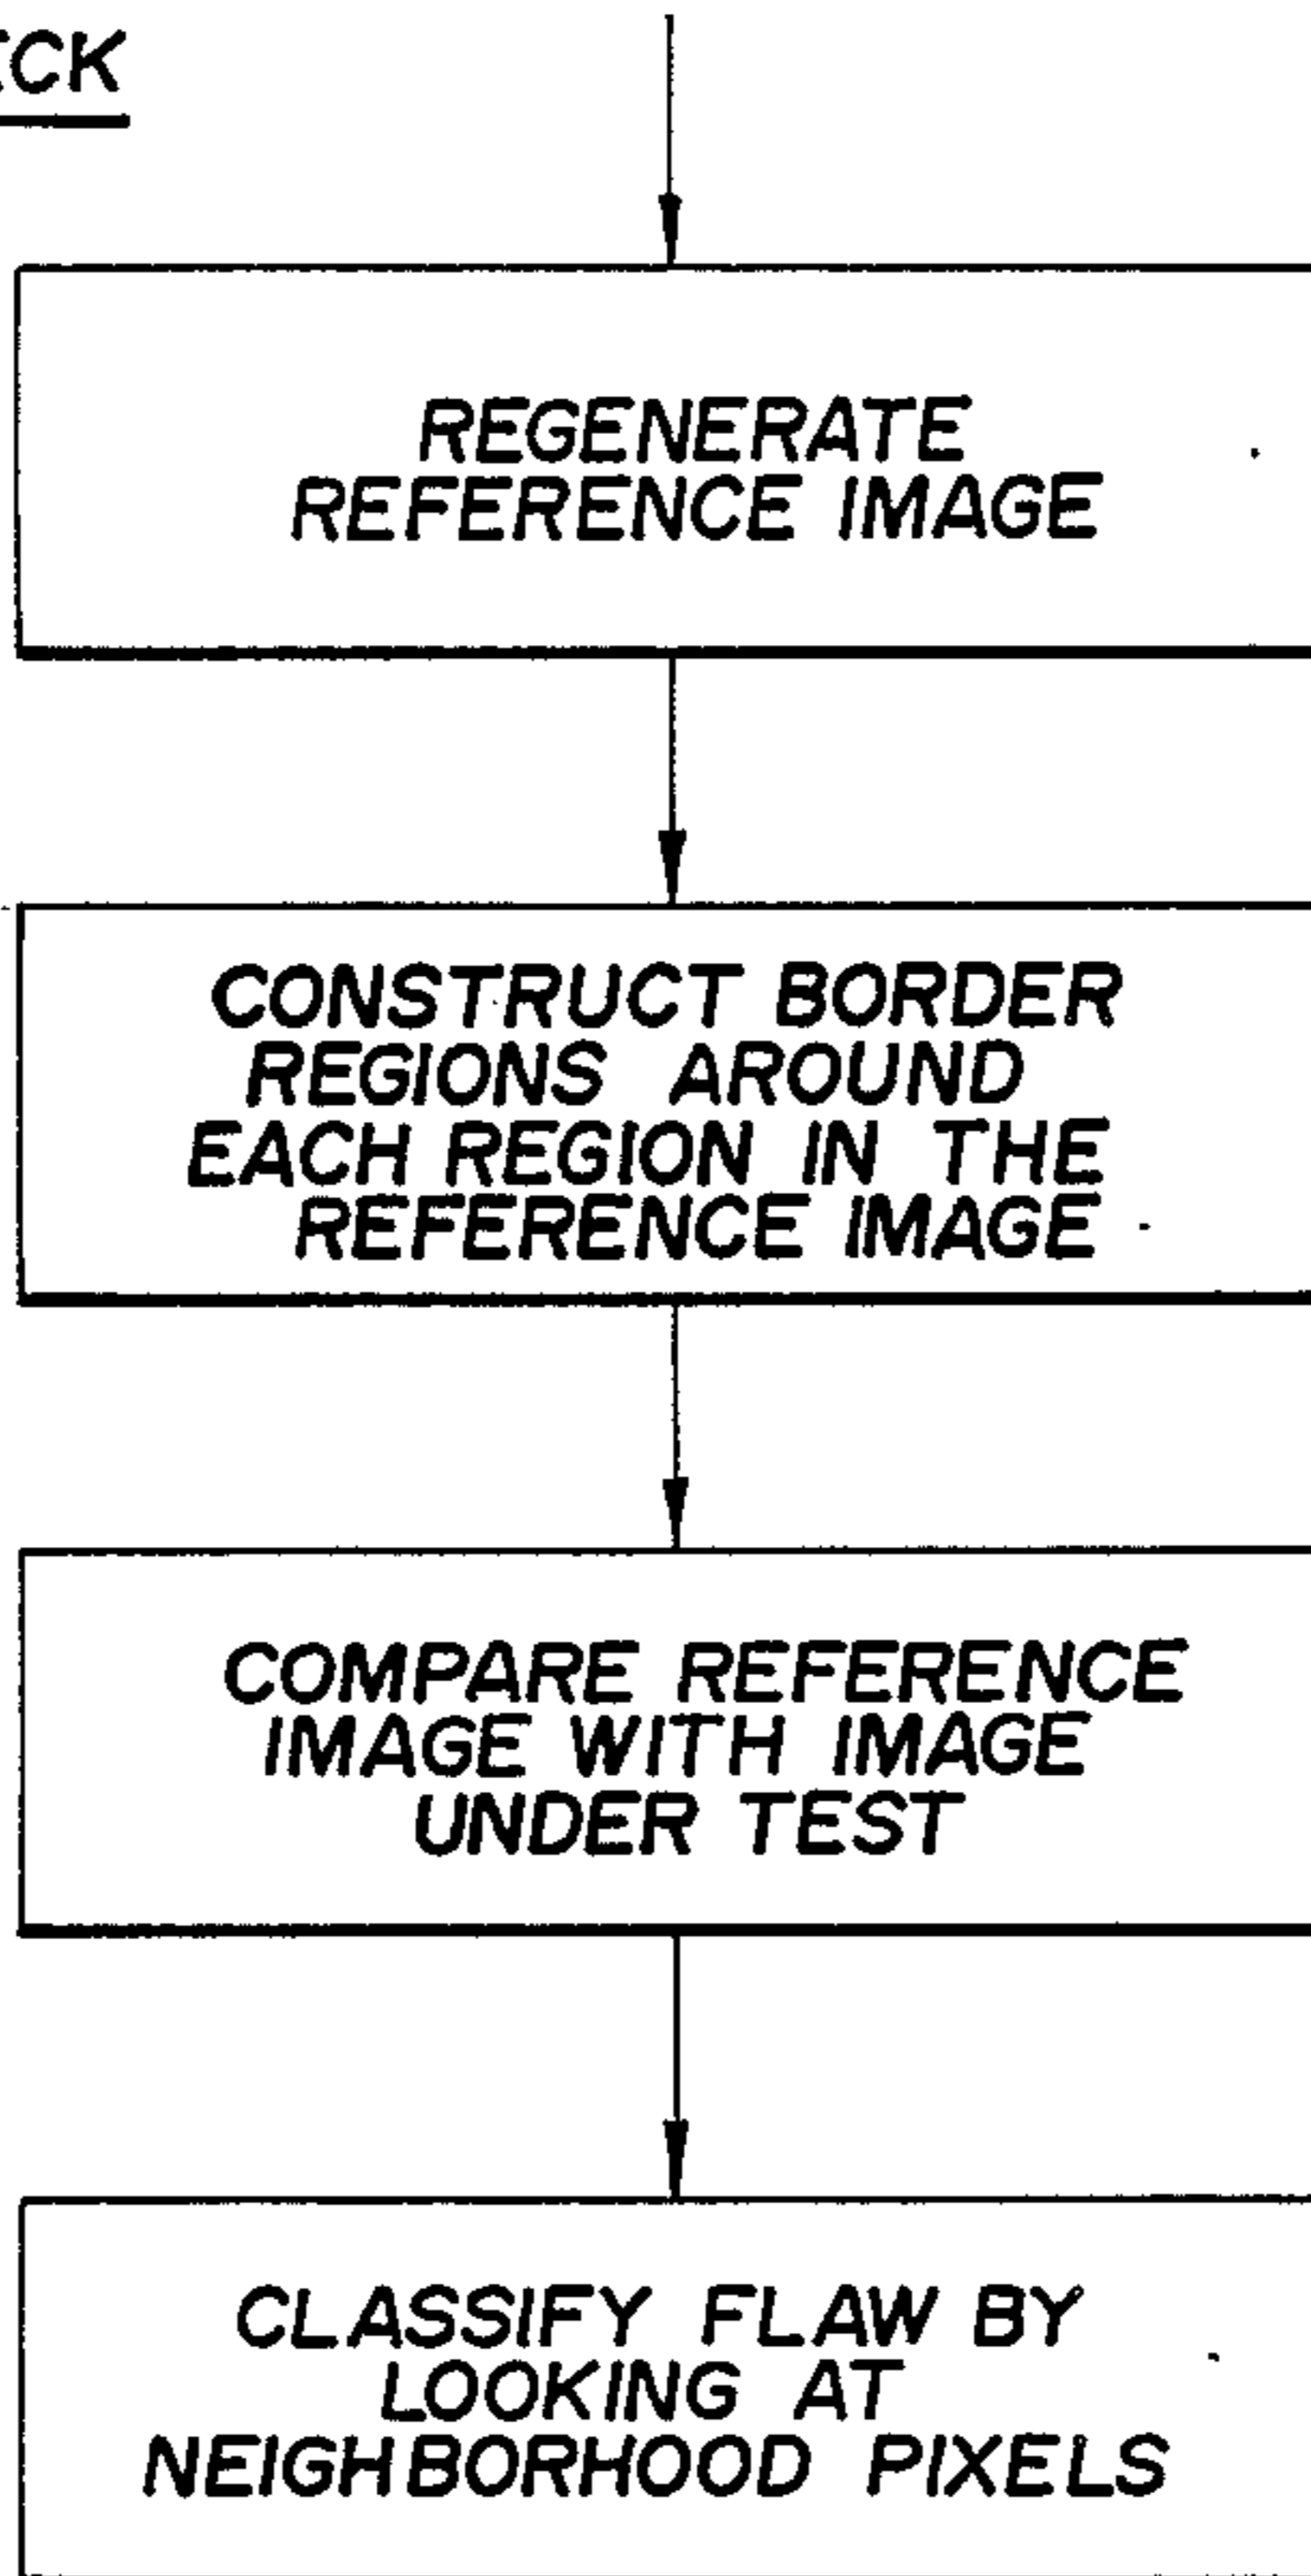 REGENERATE
REFERENCE IMAGE
CONSTRUCT BORDER
REGIONS AROUND
EACH REGION IN THE
REFERENCE IMAGE
COMPARE REFERENCE
IMAGE WITH IMAGE
UNDER TEST
CLASSIFY FLAW BY
LOOKING AT
NEIGHBORHOOD PIXELS